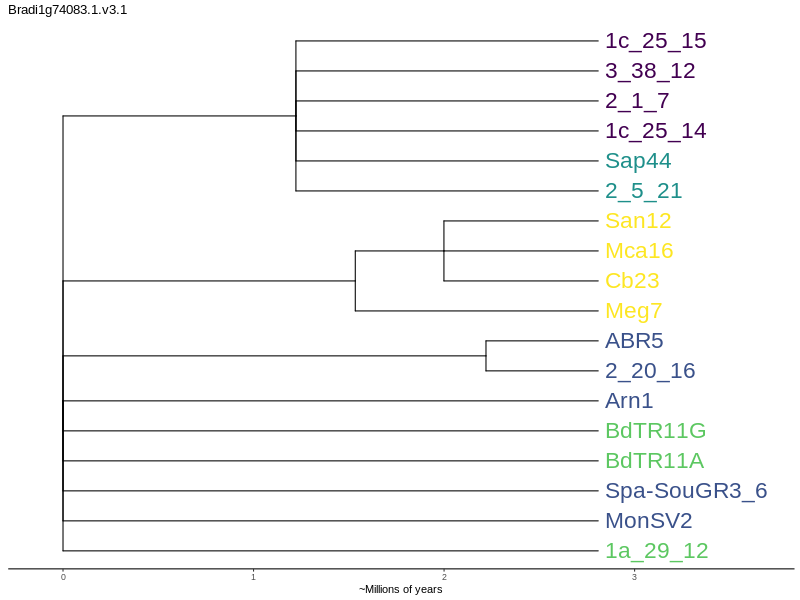 Bradi1g74083.1.v3.1
1c_25_15
3_38_12
2_1_7
1c_25_14
Sap44
2_5_21
San12
Mca16
Cb23
Meg7
ABR5
2_20_16
Arn1
BdTR11G
BdTR11A
Spa-SouGR3_6
MonSV2
1a_29_12
0 1 2 3
~Millions of years